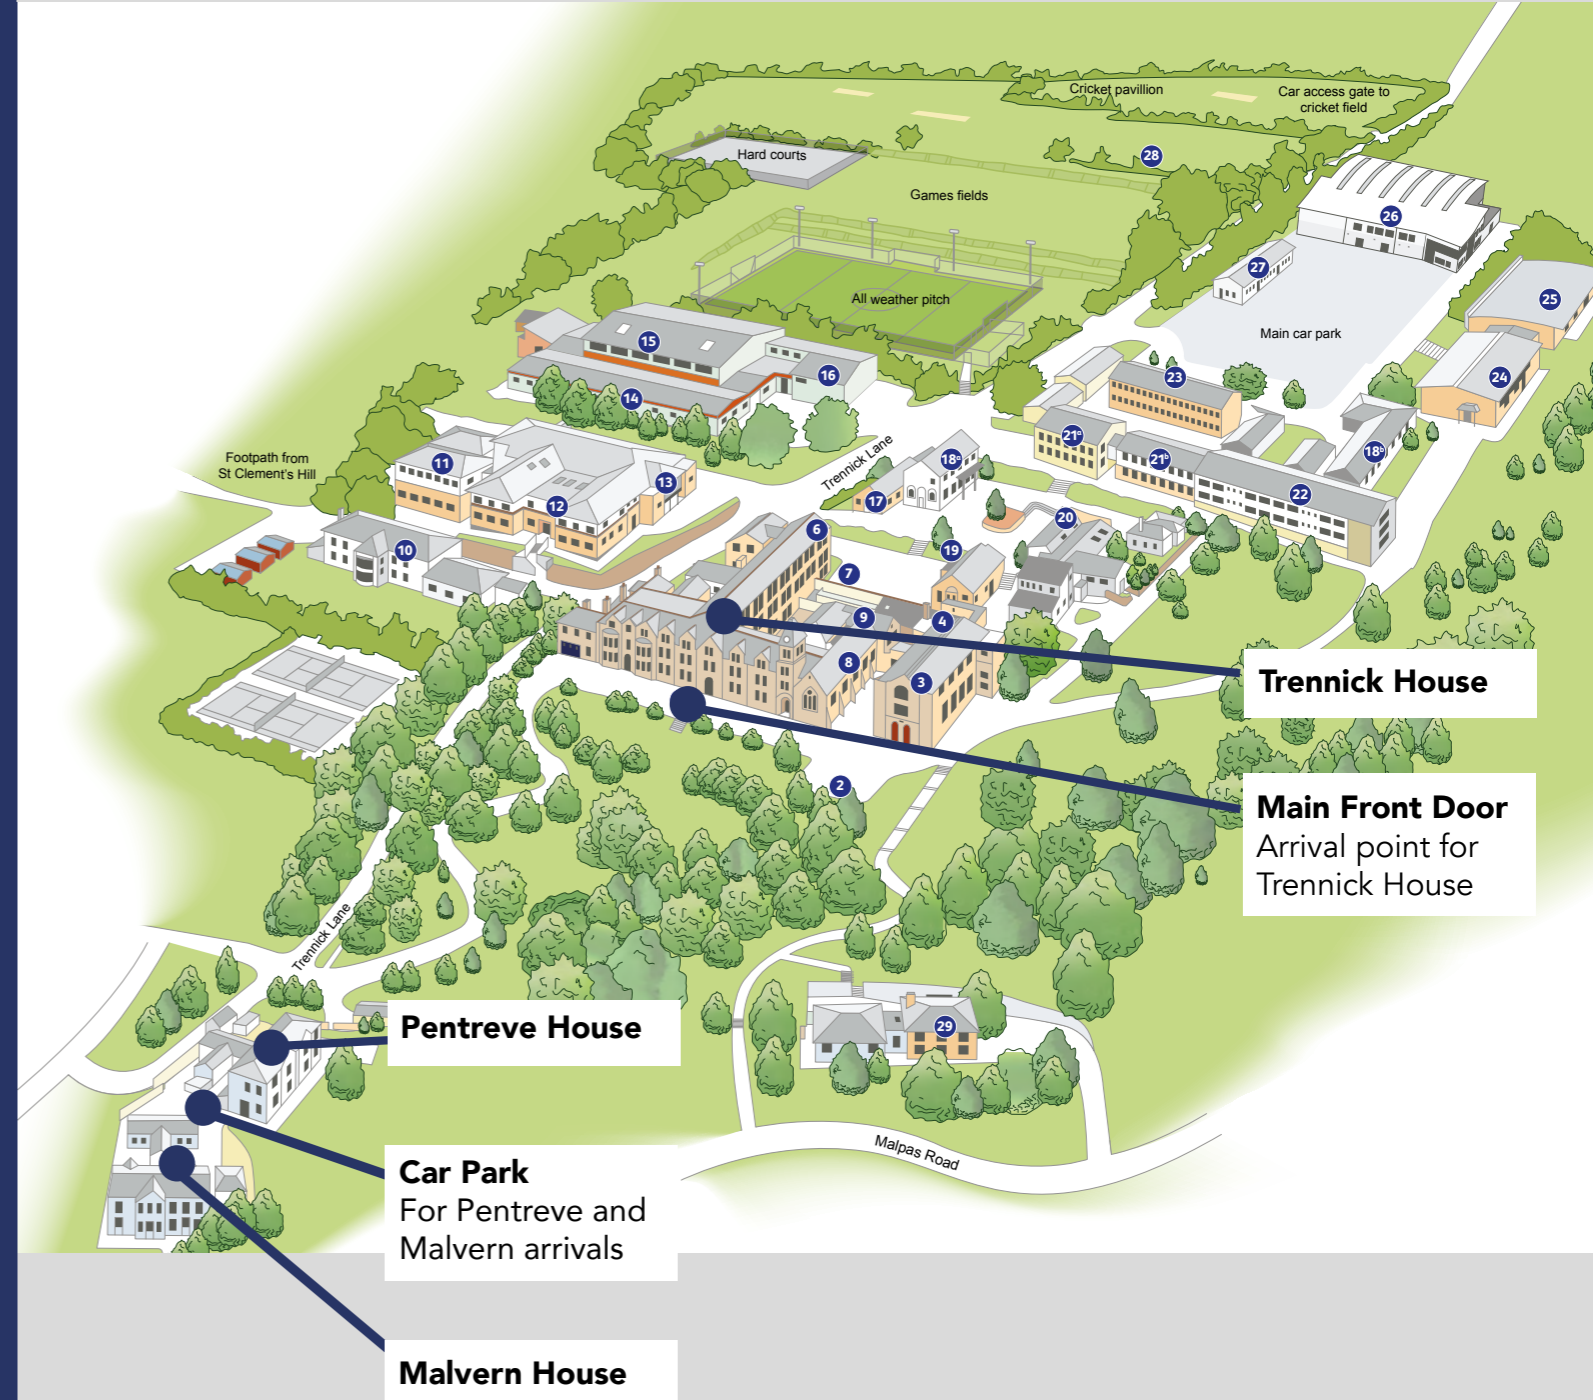 Cricket pavillion
Car access gate to
cricket field
Hard courts
28
Games fields
26
27
All weather pitch
25
Main car park
15
16
23
24
14
Trennick Lane
21a
21b
18b
Footpath from
St Clement's Hill
11
13
12
18a
17
22
10
6
20
19
7
9
4
8
3
Trennick House
2
Main Front Door
Arrival point for
Trennick House
Trennick Lane
Pentreve House
29
Malpas Road
Car Park
For Pentreve and
Malvern arrivals
Malvern House